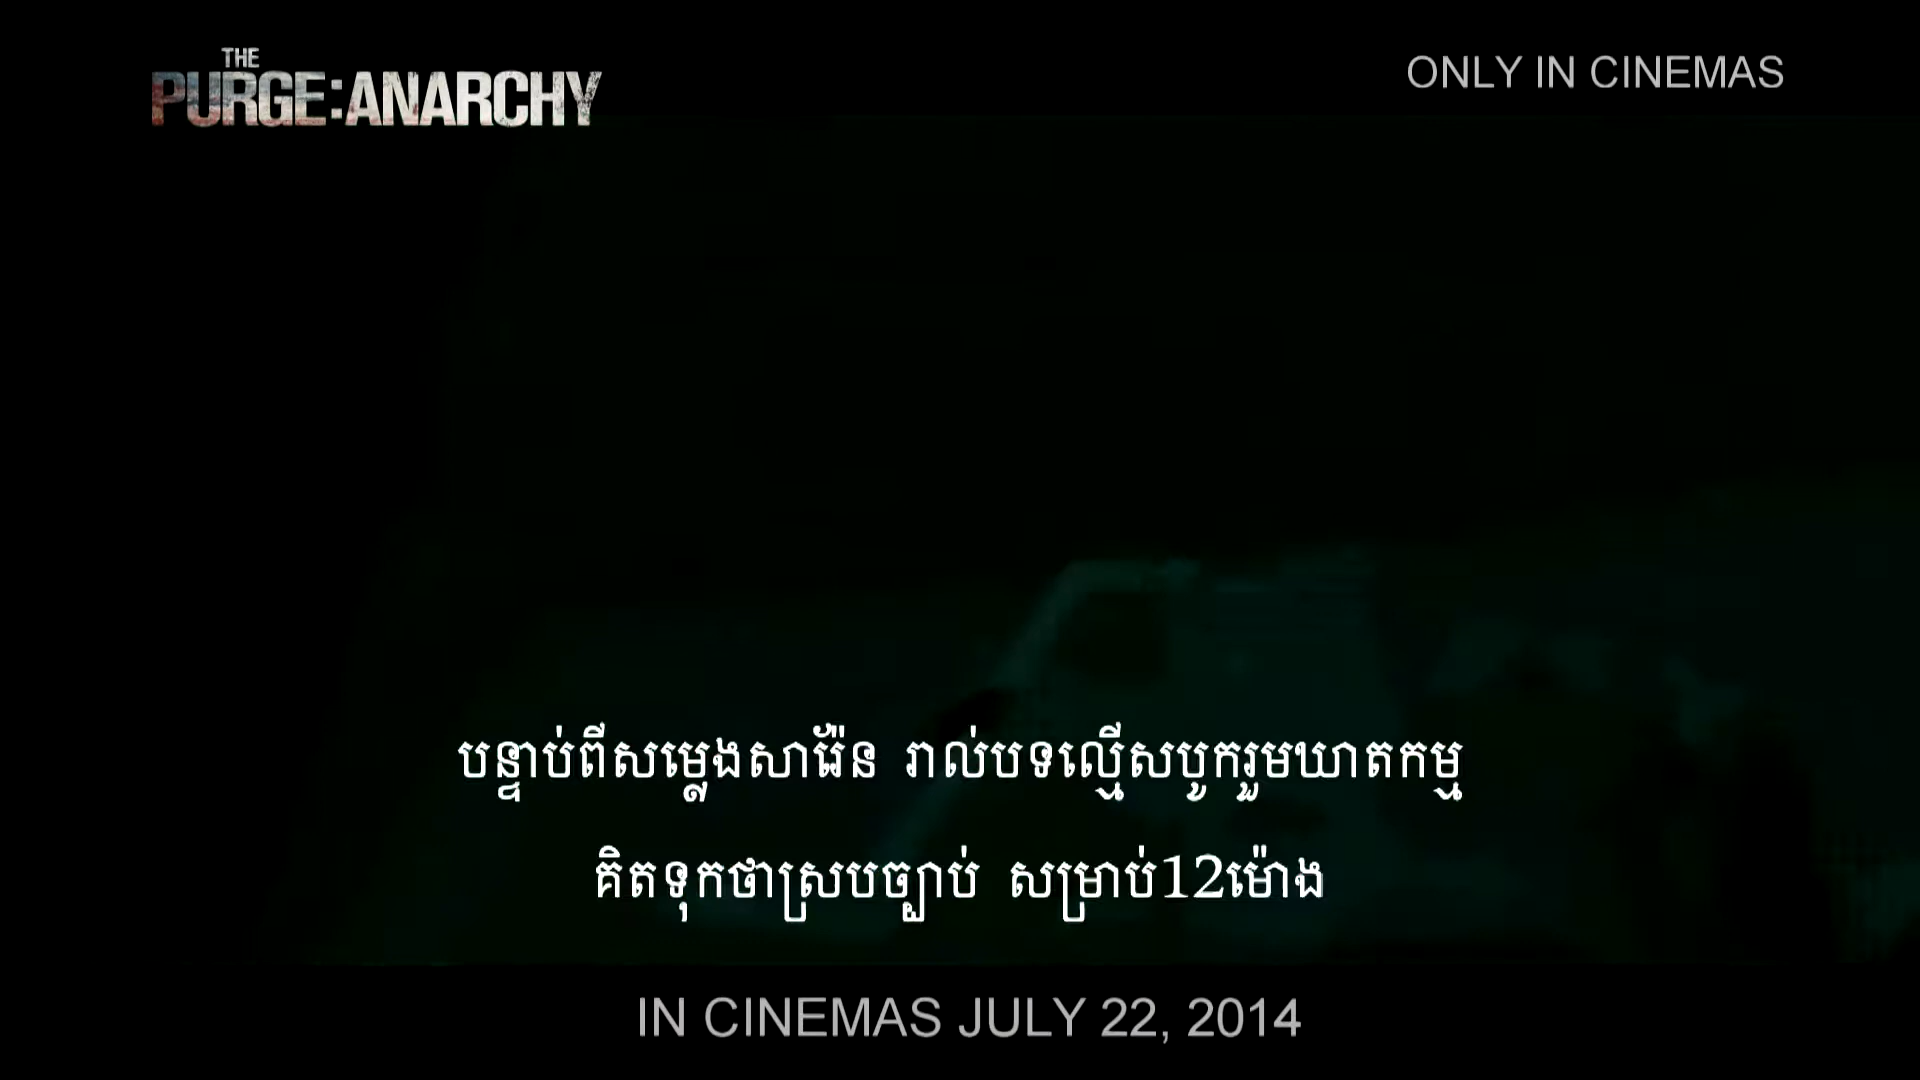 THE
PURGE:ANARCHY
ONLY IN CINEMAS
បន្ទាប់ពីសម្លេងសារ៉ែន រាល់បទល្មើសបូករួមឃាតកម្ម
គិតទុកថាស្របច្បាប់ សម្រាប់12ម៉ោង
IN CINEMAS JULY 22, 2014